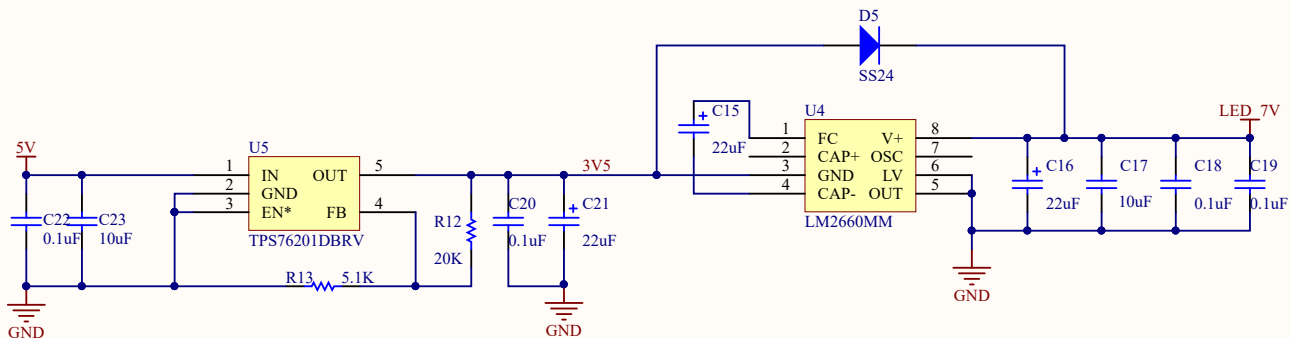 D5
SS24
C15
22uF
U4
1
FC
V+
8
2
CAP+
OSC
7
3
GND
LV
6
4
CAP-
OUT
5
LM2660MM
LED_7V
C16
22uF
C17
10uF
C18
0.1uF
C19
0.1uF
GND
5V
U5
1
IN
OUT
5
2
GND
3
EN*
FB
4
TPS76201DBRV
3V5
C22
0.1uF
C23
10uF
R12
20K
C20
0.1uF
C21
22uF
R13
5.1K
GND
GND